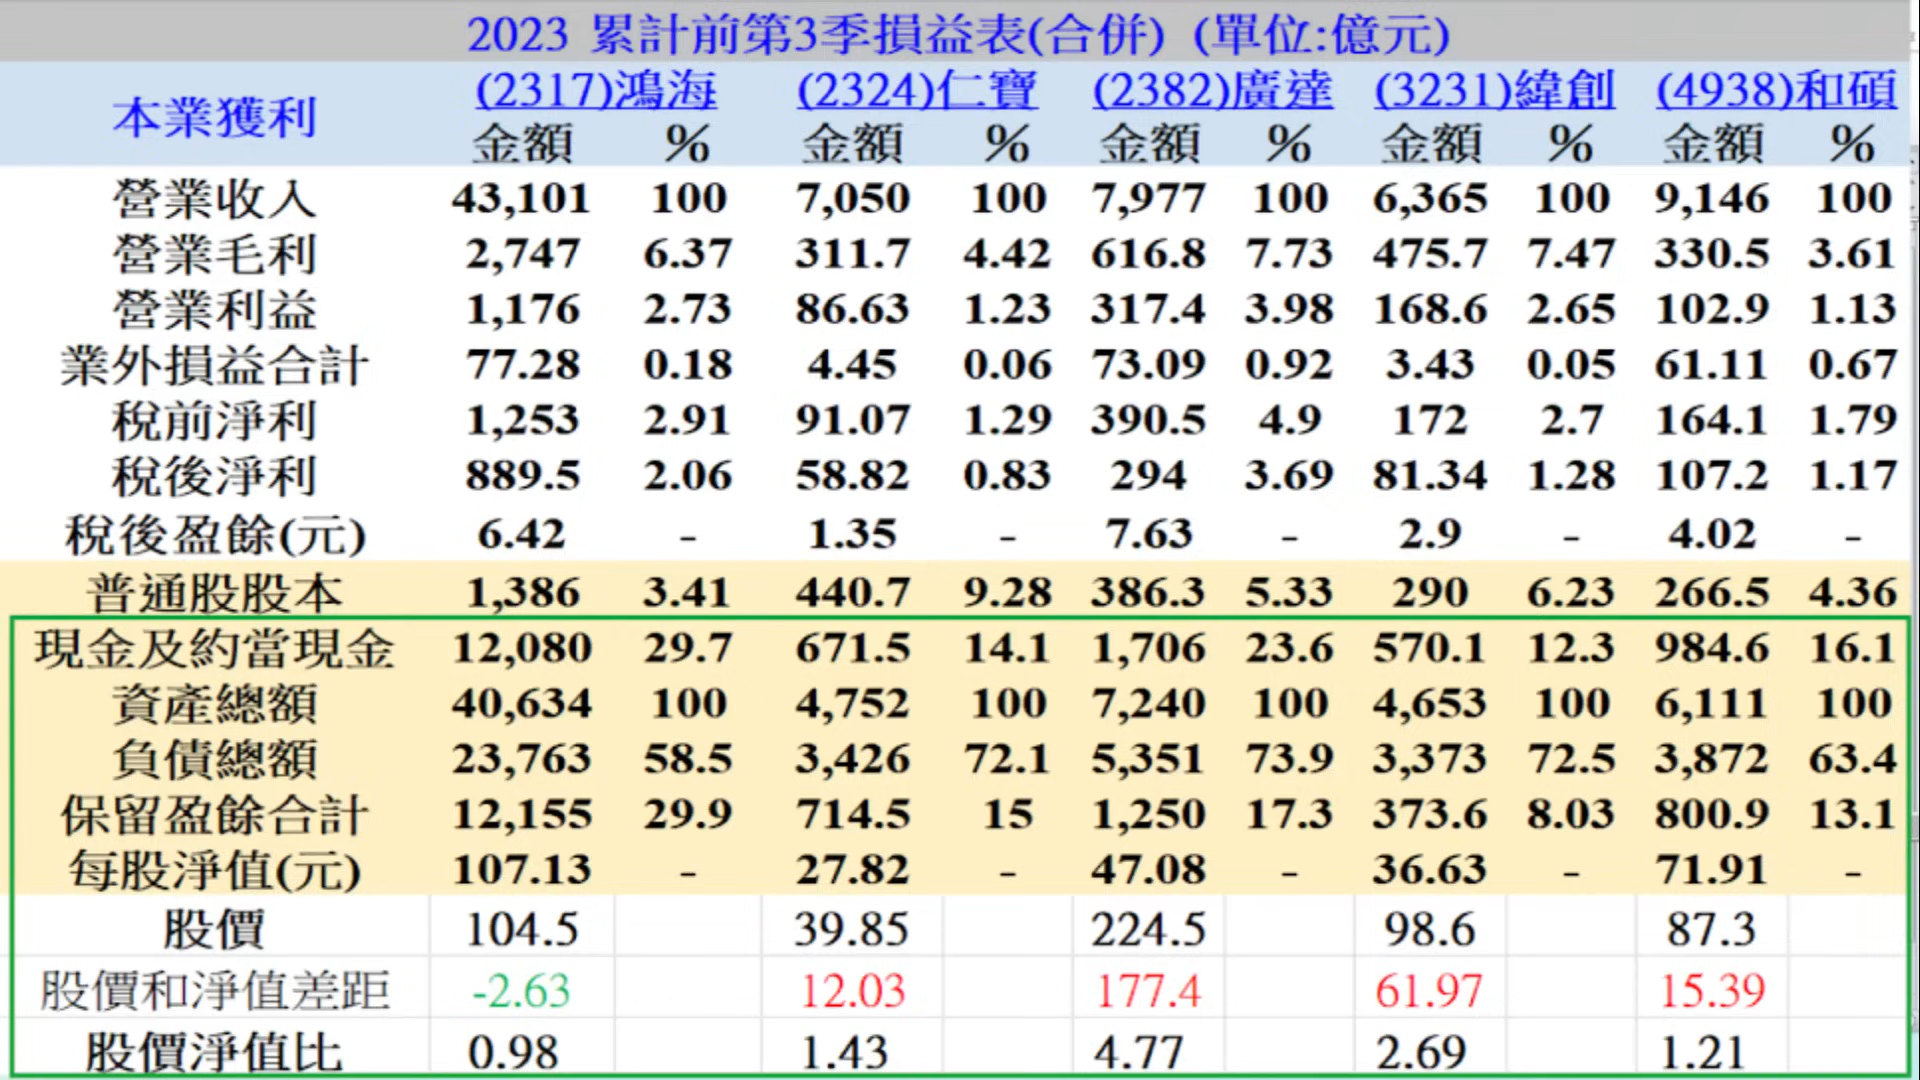 2023 累計前第3季損益表(合併) (單位:億元)
本業獲利 (2317)鴻海 (2324)仁寶 (2382)廣達 (3231)緯創 (4938)和碩
金額 % 金額 % 金額 % 金額 % 金額 %
營業收入 43,101 100 7,050 100 7,977 100 6,365 100 9,146 100
營業毛利 2,747 6.37 311.7 4.42 616.8 7.73 475.7 7.47 330.5 3.61
營業利益 1,176 2.73 86.63 1.23 317.4 3.98 168.6 2.65 102.9 1.13
業外損益合計 77.28 0.18 4.45 0.06 73.09 0.92 3.43 0.05 61.11 0.67
稅前淨利 1,253 2.91 91.07 1.29 390.5 4.9 172 2.7 164.1 1.79
稅後淨利 889.5 2.06 58.82 0.83 294 3.69 81.34 1.28 107.2 1.17
稅後盈餘(元) 6.42 - 1.35 - 7.63 - 2.9 - 4.02 -
普通股股本 1,386 3.41 440.7 9.28 386.3 5.33 290 6.23 266.5 4.36
現金及約當現金 12,080 29.7 671.5 14.1 1,706 23.6 570.1 12.3 984.6 16.1
資產總額 40,634 100 4,752 100 7,240 100 4,653 100 6,111 100
負債總額 23,763 58.5 3,426 72.1 5,351 73.9 3,373 72.5 3,872 63.4
保留盈餘合計 12,155 29.9 714.5 15 1,250 17.3 373.6 8.03 800.9 13.1
每股淨值(元) 107.13 - 27.82 - 47.08 - 36.63 - 71.91 -
股價 104.5 39.85 224.5 98.6 87.3
股價和淨值差距 -2.63 12.03 177.4 61.97 15.39
股價淨值比 0.98 1.43 4.77 2.69 1.21